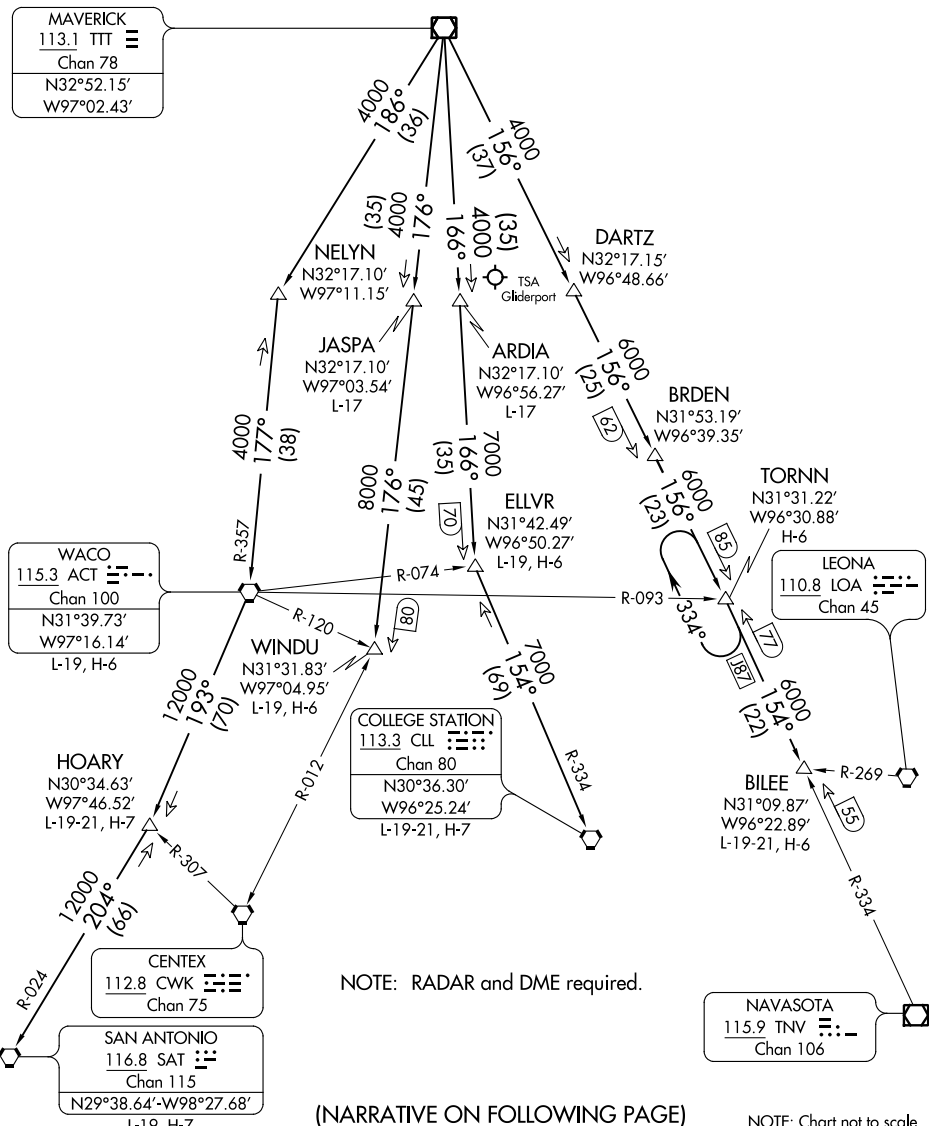 MAVERICK
113.1 TTT
Chan 78
N32°52.15’
W97°02.43’
4000
186°
(36)
(35)
4000
176°
166°
4000
(35)
4000
156°
(37)
NELYN
N32°17.10’
W97°11.15’
TSA
Gliderport
DARTZ
N32°17.15’
W96°48.66’
JASPA
N32°17.10’
W97°03.54’
L-17
ARDIA
N32°17.10’
W96°56.27’
L-17
6000
156°
(25)
62
BRDEN
N31°53.19’
W96°39.35’
4000
177°
(38)
8000
176°
(45)
7000
166°
(35)
6000
156°
(23)
TORNN
N31°31.22’
W96°30.88’
H-6
ELLVR
N31°42.49’
W96°50.27’
L-19, H-6
70
85
R-357
WACO
115.3 ACT
Chan 100
N31°39.73’
W97°16.14’
L-19, H-6
R-074
R-093
R-120
LEONA
110.8 LOA
Chan 45
WINDU
N31°31.83’
W97°04.95’
L-19, H-6
80
334°
77
J87
12000
193°
(70)
7000
154°
(69)
6000
154°
(22)
COLLEGE STATION
113.3 CLL
Chan 80
N30°36.30’
W96°25.24’
L-19-21, H-7
R-334
HOARY
N30°34.63’
W97°46.52’
L-19-21, H-7
R-012
R-269
BILEE
N31°09.87’
W96°22.89’
L-19-21, H-6
55
R-307
R-334
12000
204°
(66)
R-024
CENTEX
112.8 CWK
Chan 75
NOTE: RADAR and DME required.
SAN ANTONIO
116.8 SAT
Chan 115
N29°38.64’-W98°27.68’
L-19, H-7
NAVASOTA
115.9 TNV
Chan 106
(NARRATIVE ON FOLLOWING PAGE)
NOTE: Chart not to scale